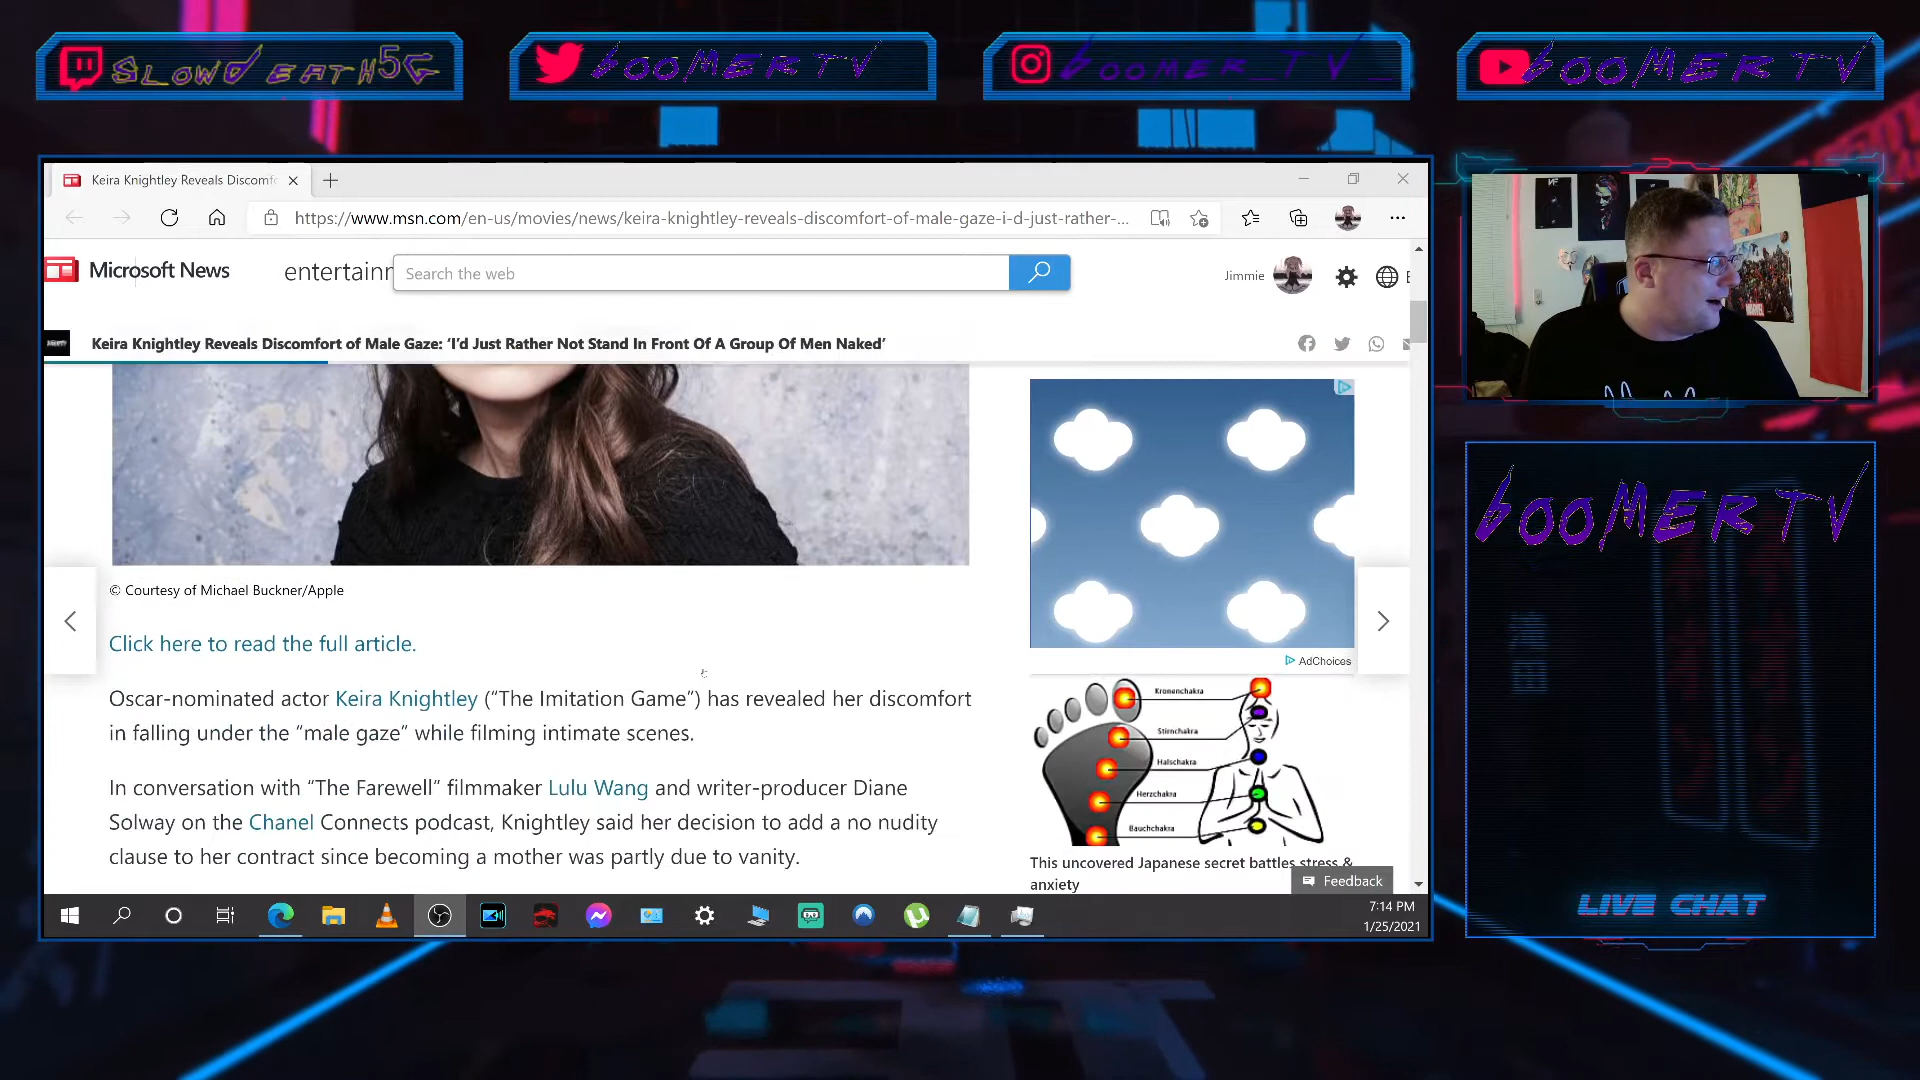 SLOWDEATH5G
booMERTV
booMER_TV_
booMERTV
Keira Knightley Reveals Discomf
https://www.msn.com/en-us/movies/news/keira-knightley-reveals-discomfort-of-male-gaze-i-d-just-rather-...
Microsoft News
entertain
Search the web
Jimmie
Keira Knightley Reveals Discomfort of Male Gaze: ‘I’d Just Rather Not Stand In Front Of A Group Of Men Naked’
© Courtesy of Michael Buckner/Apple
Click here to read the full article.
Oscar-nominated actor Keira Knightley (“The Imitation Game”) has revealed her discomfort
in falling under the “male gaze” while filming intimate scenes.
In conversation with “The Farewell” filmmaker Lulu Wang and writer-producer Diane
Solway on the Chanel Connects podcast, Knightley said her decision to add a no nudity
clause to her contract since becoming a mother was partly due to vanity.
AdChoices
Kronenchakra
Stirnchakra
Halschakra
Herzchakra
Bauchchakra
This uncovered Japanese secret battles stress &
anxiety
Feedback
7:14 PM
1/25/2021
MARVEL
booMERTV
LIVE CHAT